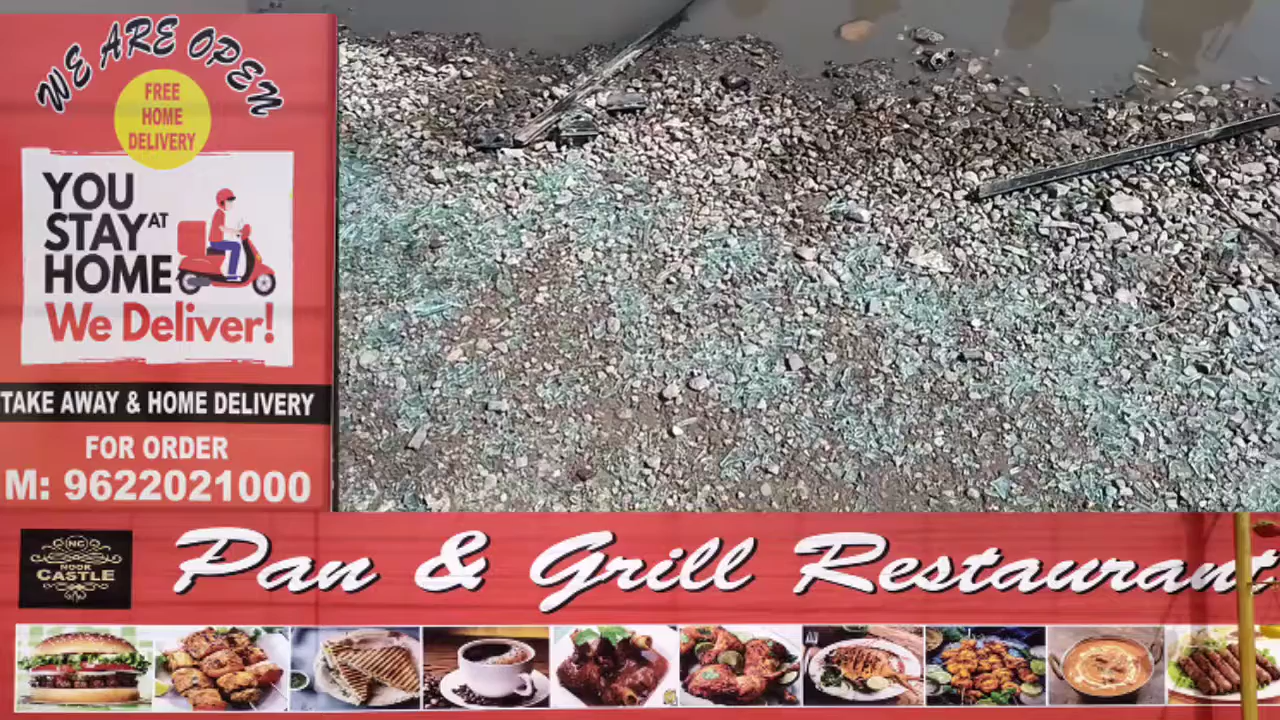 WE ARE OPEN
FREE
HOME
DELIVERY
YOU
STAY AT
HOME
We Deliver!
TAKE AWAY & HOME DELIVERY
FOR ORDER
M: 9622021000
NC
NOOR
CASTLE
Pan & Grill Restaurant